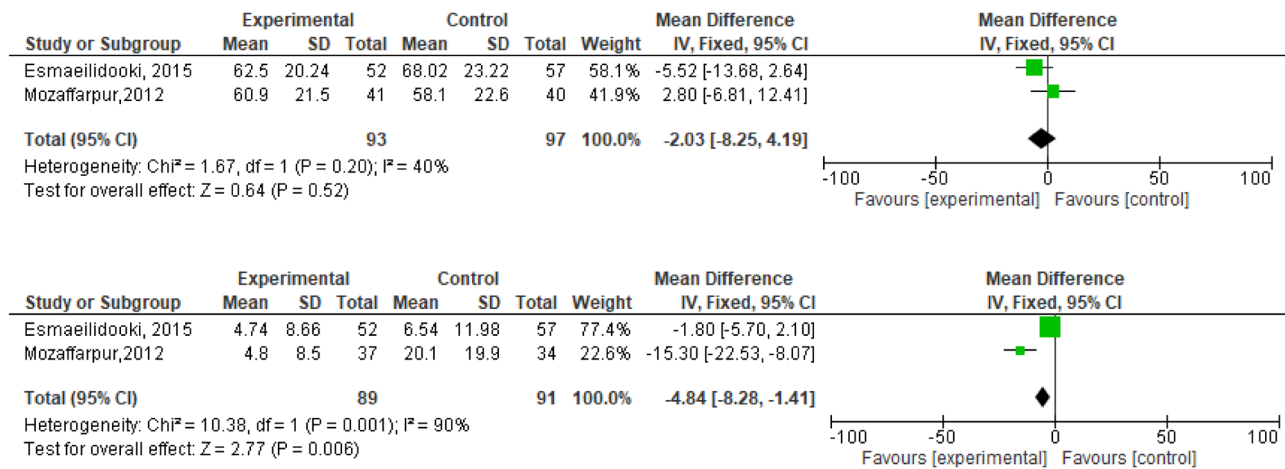 Experimental Control Mean Difference Mean Difference
Study or Subgroup Mean SD Total Mean SD Total Weight IV, Fixed, 95% CI IV, Fixed, 95% CI
Esmaeilidooki, 2015 62.5 20.24 52 68.02 23.22 57 58.1% -5.52 [-13.68, 2.64]
Mozaffarpur,2012 60.9 21.5 41 58.1 22.6 40 41.9% 2.80 [-6.81, 12.41]
Total (95% CI) 93 97 100.0% -2.03 [-8.25, 4.19]
Heterogeneity: Chi² = 1.67, df = 1 (P = 0.20); I² = 40%
Test for overall effect: Z = 0.64 (P = 0.52)
-100 -50 0 50 100
Favours [experimental] Favours [control]
Experimental Control Mean Difference Mean Difference
Study or Subgroup Mean SD Total Mean SD Total Weight IV, Fixed, 95% CI IV, Fixed, 95% CI
Esmaeilidooki, 2015 4.74 8.66 52 6.54 11.98 57 77.4% -1.80 [-5.70, 2.10]
Mozaffarpur,2012 4.8 8.5 37 20.1 19.9 34 22.6% -15.30 [-22.53, -8.07]
Total (95% CI) 89 91 100.0% -4.84 [-8.28, -1.41]
Heterogeneity: Chi² = 10.38, df = 1 (P = 0.001); I² = 90%
Test for overall effect: Z = 2.77 (P = 0.006)
-100 -50 0 50 100
Favours [experimental] Favours [control]